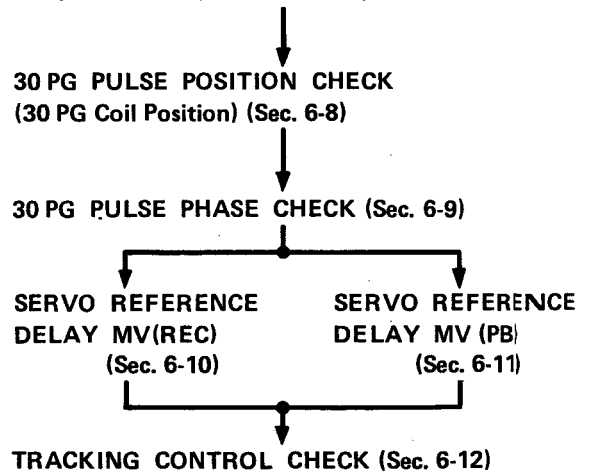 30 PG PULSE POSITION CHECK
(30 PG Coil Position) (Sec. 6-8)
30 PG PULSE PHASE CHECK (Sec. 6-9)
SERVO REFERENCE
DELAY MV(REC)
(Sec. 6-10)
SERVO REFERENCE
DELAY MV (PB)
(Sec. 6-11)
TRACKING CONTROL CHECK (Sec. 6-12)